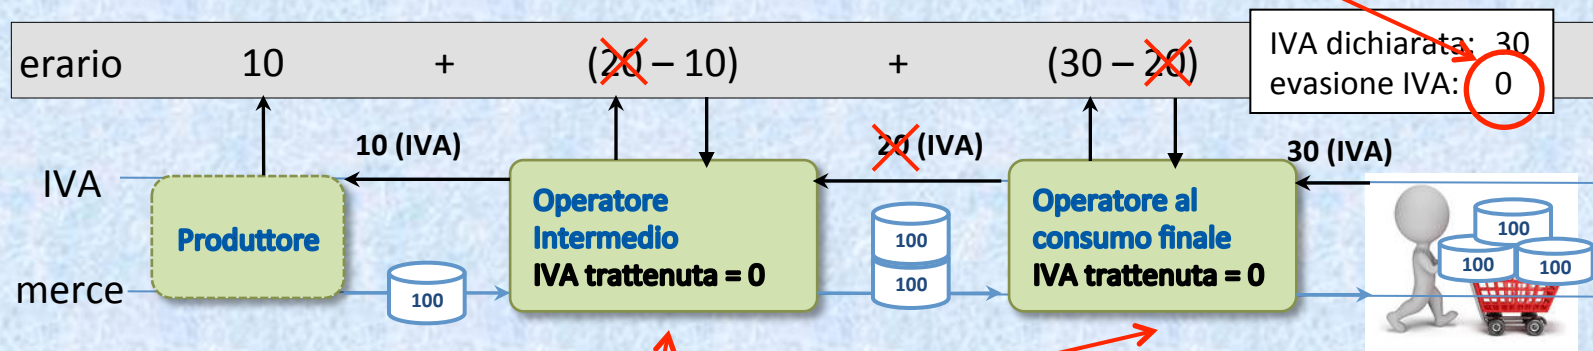 erario 10 + (20 – 10) + (30 – 20)
IVA dichiarata: 30
evasione IVA: 0
10 (IVA)
20 (IVA)
30 (IVA)
IVA
Produttore
Operatore
Intermedio
IVA trattenuta = 0
Operatore al
consumo finale
IVA trattenuta = 0
merce
100
100
100
100
100
100